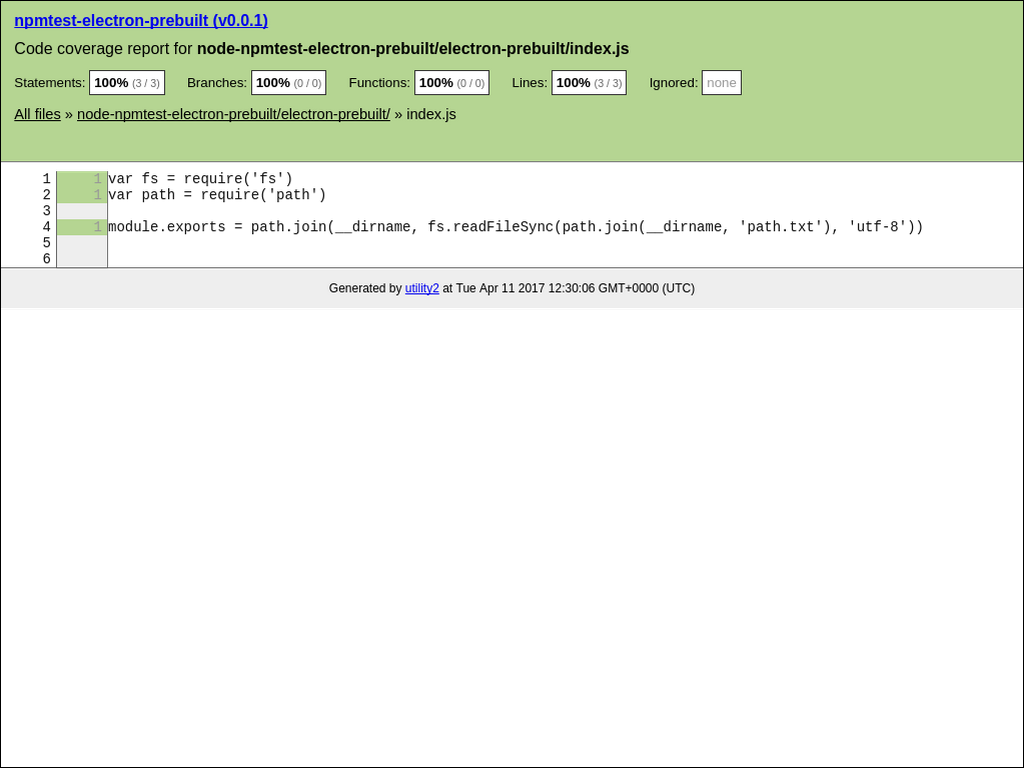 npmtest-electron-prebuilt (v0.0.1)
Code coverage report for node-npmtest-electron-prebuilt/electron-prebuilt/index.js
Statements: 100% (3 / 3) Branches: 100% (0 / 0) Functions: 100% (0 / 0) Lines: 100% (3 / 3) Ignored: none
All files » node-npmtest-electron-prebuilt/electron-prebuilt/ » index.js
1 1 var fs = require('fs')
2 1 var path = require('path')
3
4 1 module.exports = path.join(__dirname, fs.readFileSync(path.join(__dirname, 'path.txt'), 'utf-8'))
5
6
Generated by utility2 at Tue Apr 11 2017 12:30:06 GMT+0000 (UTC)